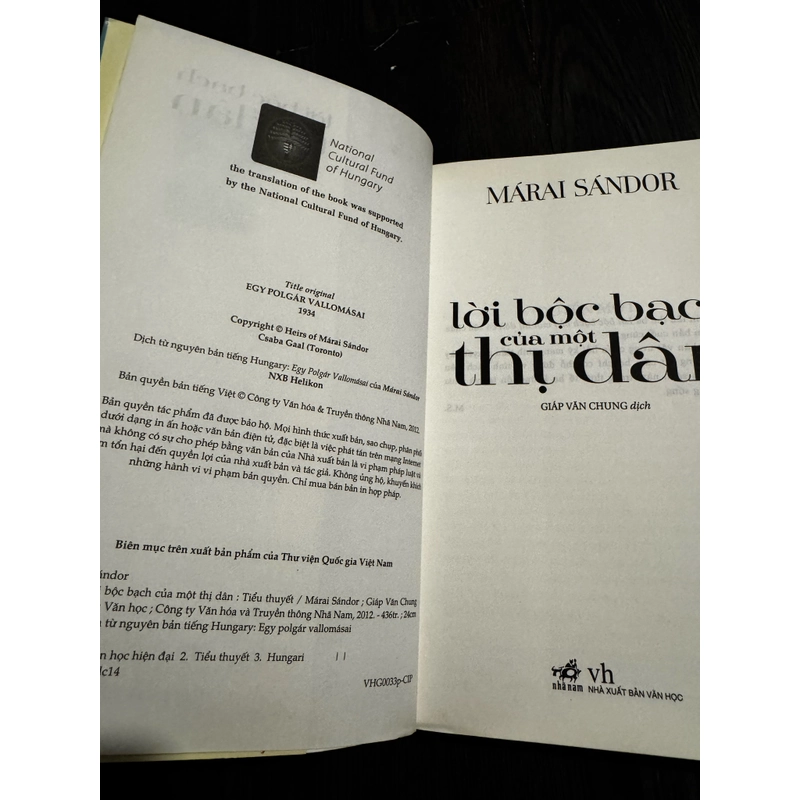 National
Cultural Fund
of Hungary
the translation of the book was supported
by the National Cultural Fund of Hungary.
Title original
EGY POLGÁR VALLOMÁSAI
1934
Copyright © Heirs of Márai Sándor
Csaba Gaal (Toronto)
Dịch từ nguyên bản tiếng Hungary: Egy Polgár Vallomásai của Márai Sándor
NXB Helikon
Bản quyền bản tiếng Việt © Công ty Văn hóa & Truyền thông Nhã Nam, 2012.
Bản quyền tác phẩm đã được bảo hộ. Mọi hình thức xuất bản, sao chụp, phân phối
dưới dạng in ấn hoặc văn bản điện tử, đặc biệt là việc phát tán trên mạng Internet
mà không có sự cho phép bằng văn bản của Nhà xuất bản là vi phạm pháp luật và
m tổn hại đến quyền lợi của nhà xuất bản và tác giả. Không ủng hộ, khuyến khích
những hành vi vi phạm bản quyền. Chỉ mua bán bản in hợp pháp.
Biên mục trên xuất bản phẩm của Thư viện Quốc gia Việt Nam
ándor
bộc bạch của một thị dân : Tiểu thuyết / Márai Sándor ; Giáp Văn Chung
Văn học ; Công ty Văn hóa và Truyền thông Nhã Nam, 2012. - 436tr. ; 24cm
từ nguyên bản tiếng Hungary: Egy polgár vallomásai
n học hiện đại 2. Tiểu thuyết 3. Hungari
lc14
VHG0033p-CIP
MÁRAI SÁNDOR
lời bộc bạc
của một
thị dân
GIÁP VĂN CHUNG dịch
nhã nam
vh
NHÀ XUẤT BẢN VĂN HỌC